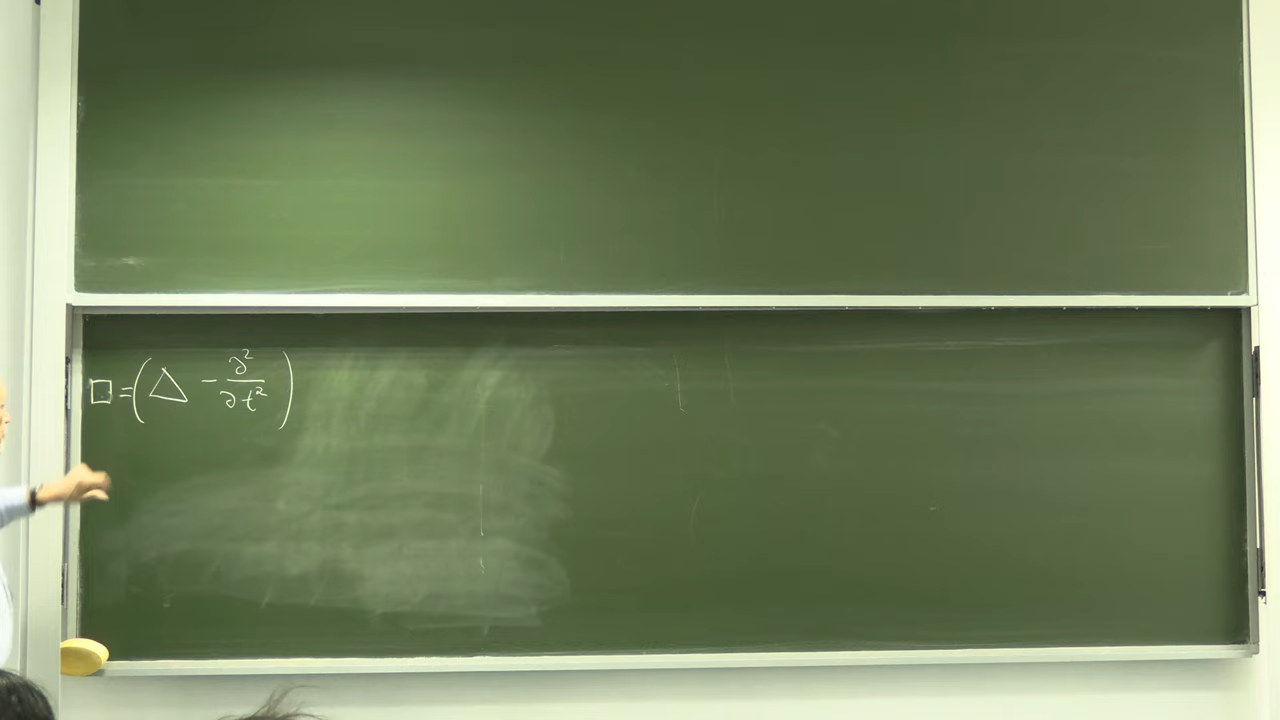 □ = ( △ - ∂²/∂t² )